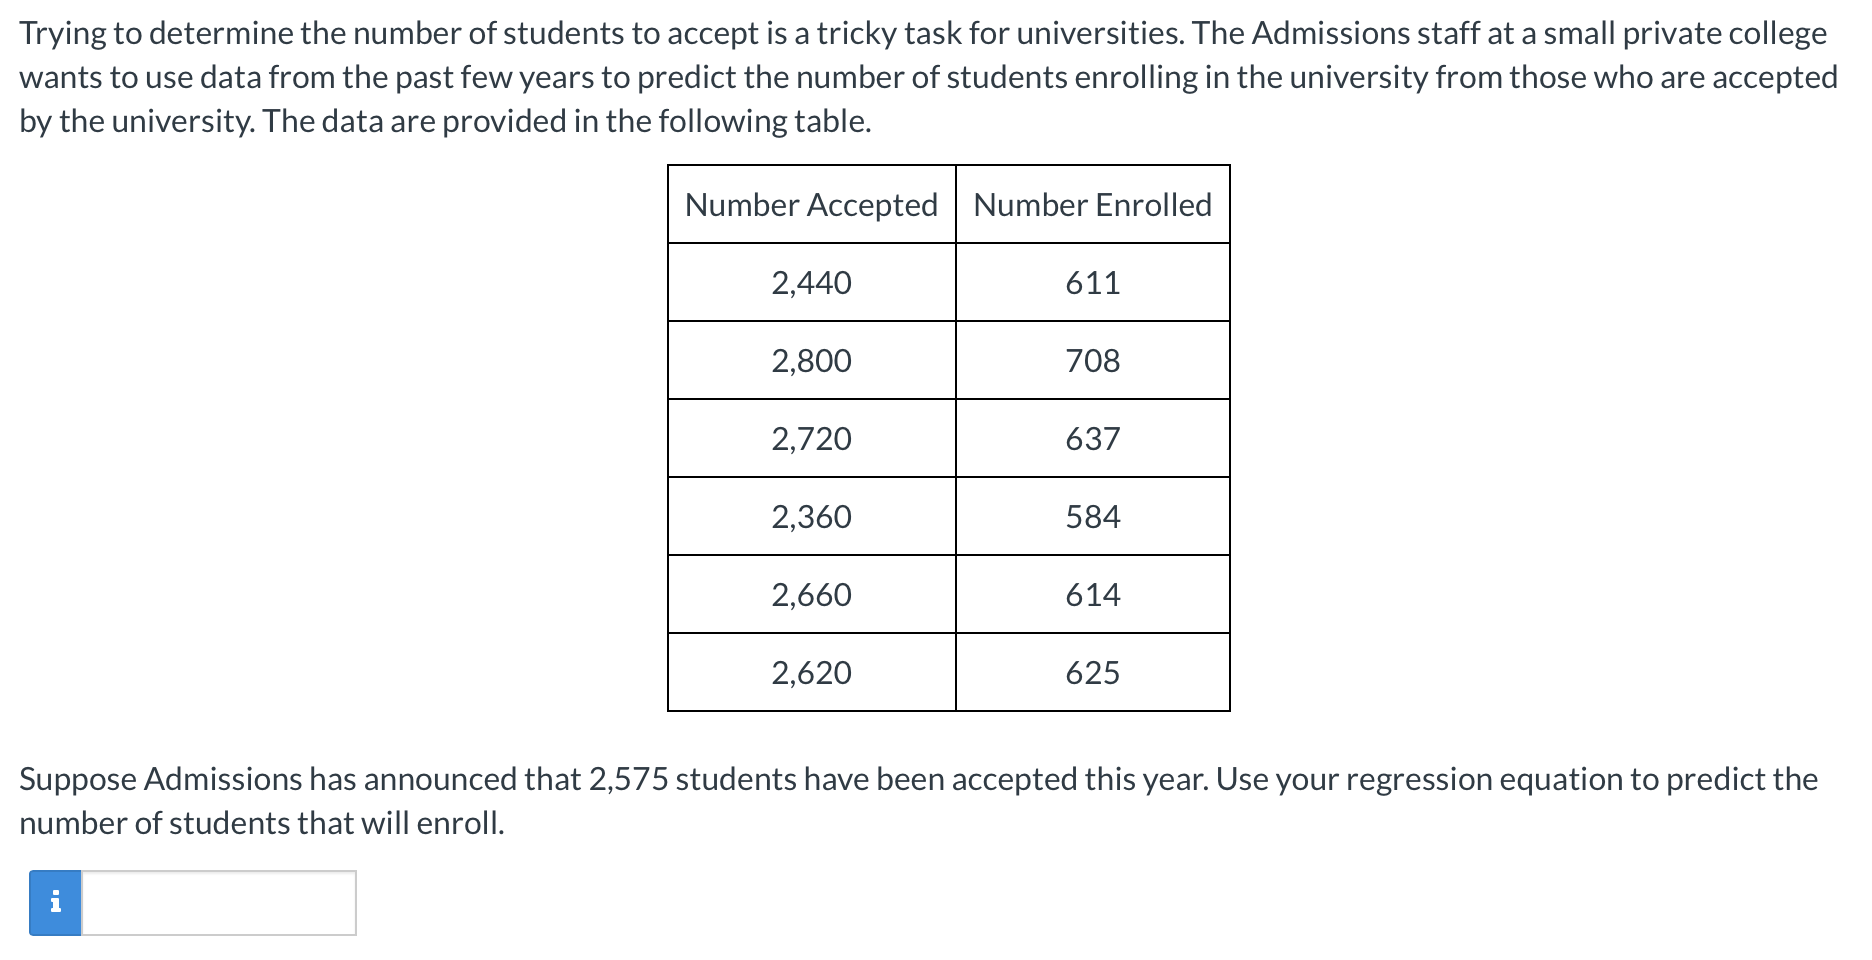 Trying to determine the number of students to accept is a tricky task for universities. The Admissions staff at a small private college
wants to use data from the past few years to predict the number of students enrolling in the university from those who are accepted
by the university. The data are provided in the following table.
Number Accepted Number Enrolled
2,440 611
2,800 708
2,720 637
2,360 584
2,660 614
2,620 625
Suppose Admissions has announced that 2,575 students have been accepted this year. Use your regression equation to predict the
number of students that will enroll.
i